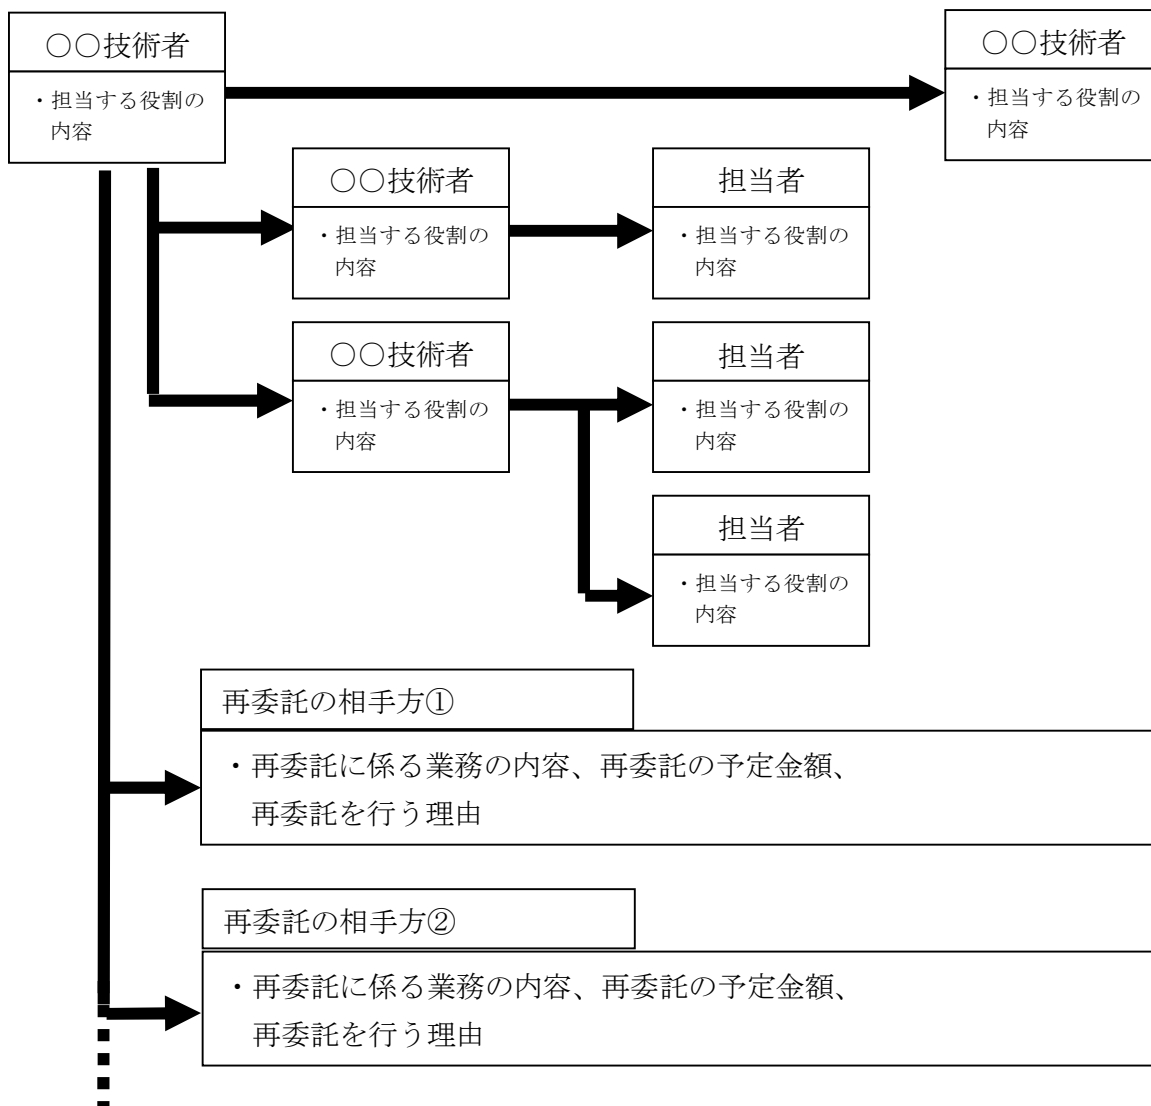 ○○技術者
・担当する役割の
内容
○○技術者
・担当する役割の
内容
○○技術者
・担当する役割の
内容
担当者
・担当する役割の
内容
○○技術者
・担当する役割の
内容
担当者
・担当する役割の
内容
担当者
・担当する役割の
内容
再委託の相手方①
・再委託に係る業務の内容、再委託の予定金額、
再委託を行う理由
再委託の相手方②
・再委託に係る業務の内容、再委託の予定金額、
再委託を行う理由